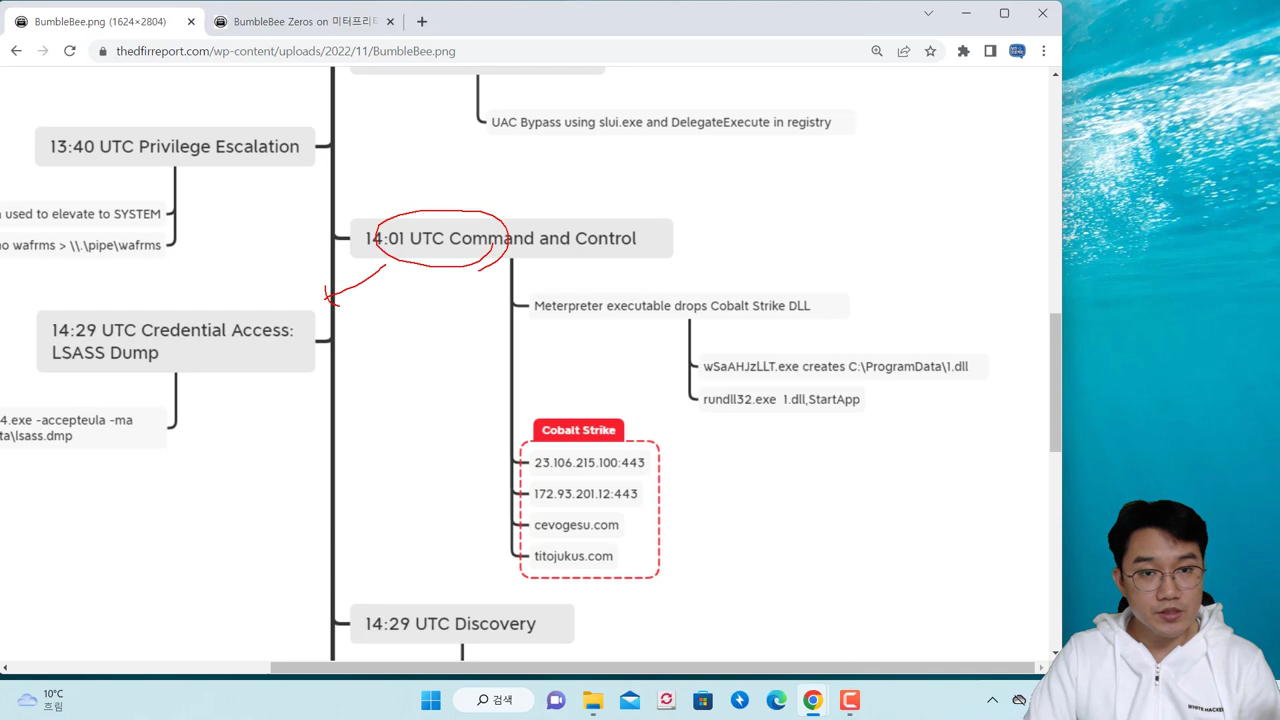 BumbleBee.png (1624×2804)
BumbleBee Zeros on 미터프리터
thedfirreport.com/wp-content/uploads/2022/11/BumbleBee.png
UAC Bypass using slui.exe and DelegateExecute in registry
13:40 UTC Privilege Escalation
used to elevate to SYSTEM
wafrms > \\.\pipe\wafrms
14:01 UTC Command and Control
Meterpreter executable drops Cobalt Strike DLL
14:29 UTC Credential Access:
LSASS Dump
wSaAHJzLLT.exe creates C:\ProgramData\1.dll
rundll32.exe 1.dll,StartApp
4.exe -accepteula -ma
ta\lsass.dmp
Cobalt Strike
23.106.215.100:443
172.93.201.12:443
cevogesu.com
titojukus.com
14:29 UTC Discovery
10°C
흐림
검색
WHITE HACKER